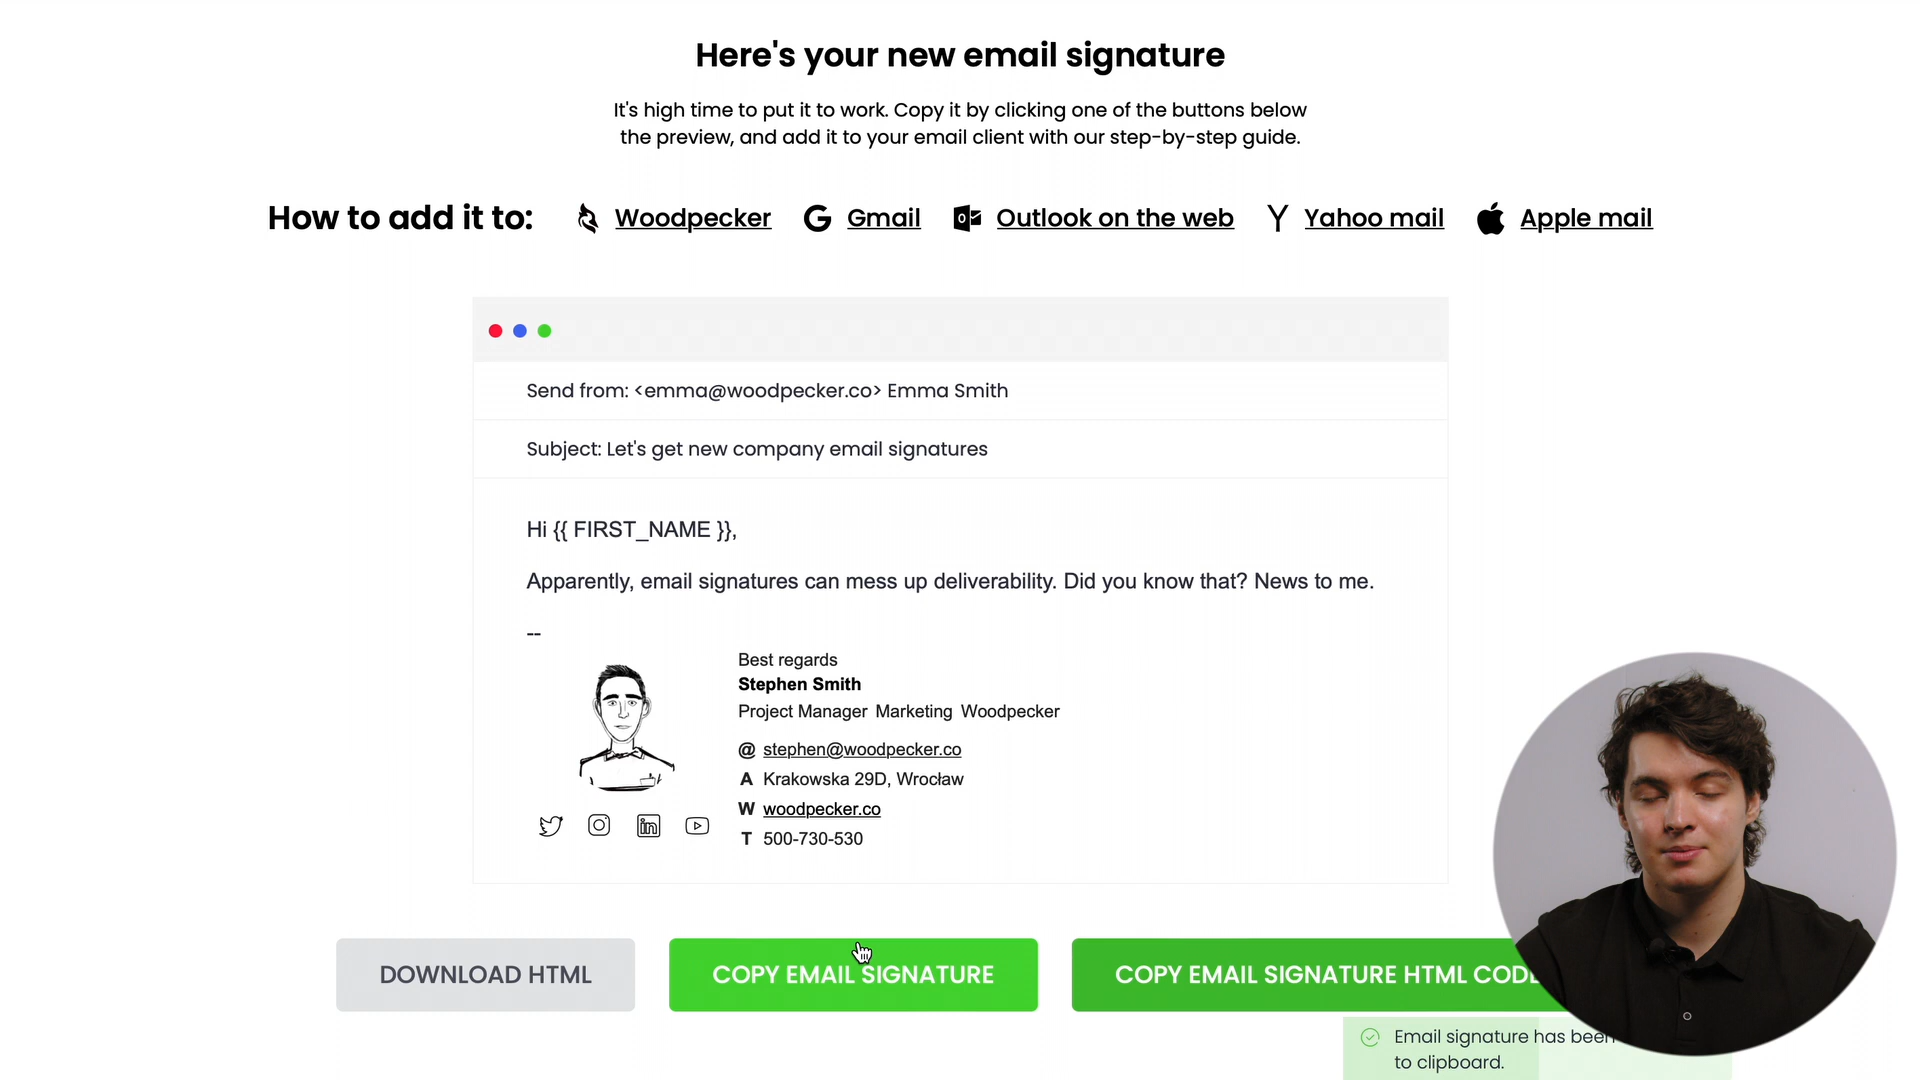 Here's your new email signature
It's high time to put it to work. Copy it by clicking one of the buttons below
the preview, and add it to your email client with our step-by-step guide.
How to add it to: Woodpecker Gmail Outlook on the web Yahoo mail Apple mail
Send from: <emma@woodpecker.co> Emma Smith
Subject: Let's get new company email signatures
Hi {{ FIRST_NAME }},
Apparently, email signatures can mess up deliverability. Did you know that? News to me.
--
Best regards
Stephen Smith
Project Manager Marketing Woodpecker
@ stephen@woodpecker.co
A Krakowska 29D, Wrocław
W woodpecker.co
T 500-730-530
DOWNLOAD HTML COPY EMAIL SIGNATURE COPY EMAIL SIGNATURE HTML CODE
Email signature has been
to clipboard.